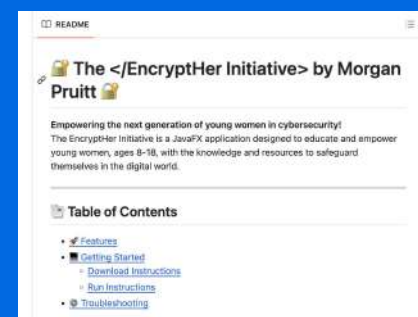 README
The </EncryptHer Initiative> by Morgan
Pruitt
Empowering the next generation of young women in cybersecurity!
The EncryptHer Initiative is a JavaFX application designed to educate and empower
young women, ages 8-18, with the knowledge and resources to safeguard
themselves in the digital world.
Table of Contents
Features
Getting Started
Download Instructions
Run Instructions
Troubleshooting